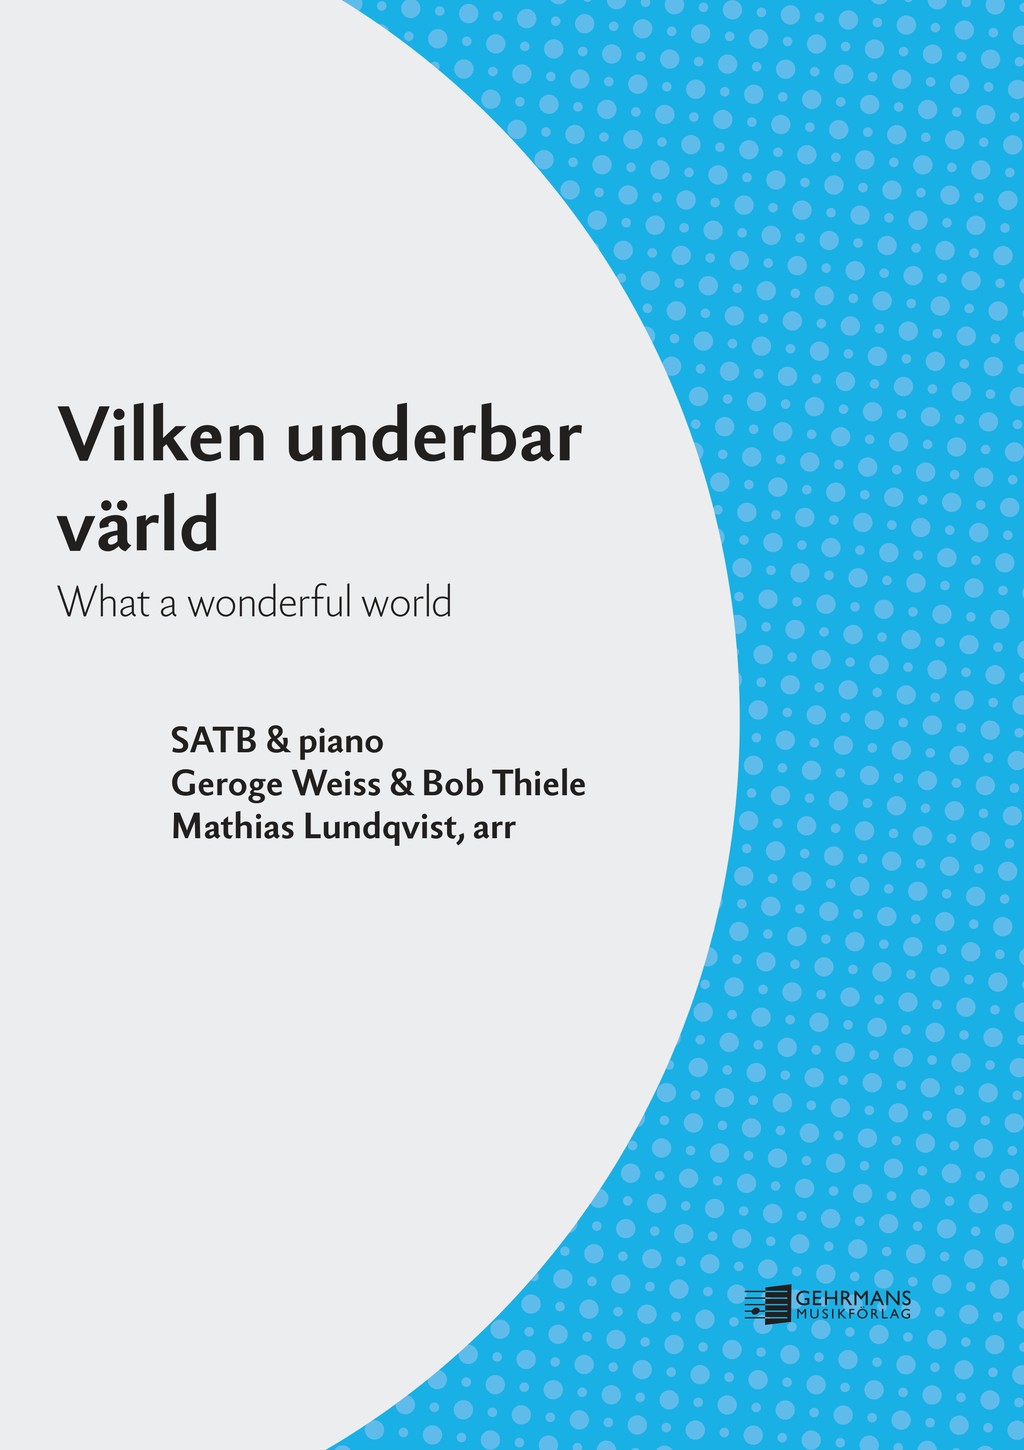 Vilken underbar
värld
What a wonderful world
SATB & piano
Geroge Weiss & Bob Thiele
Mathias Lundqvist, arr
GEHRMANS
MUSIKFÖRLAG